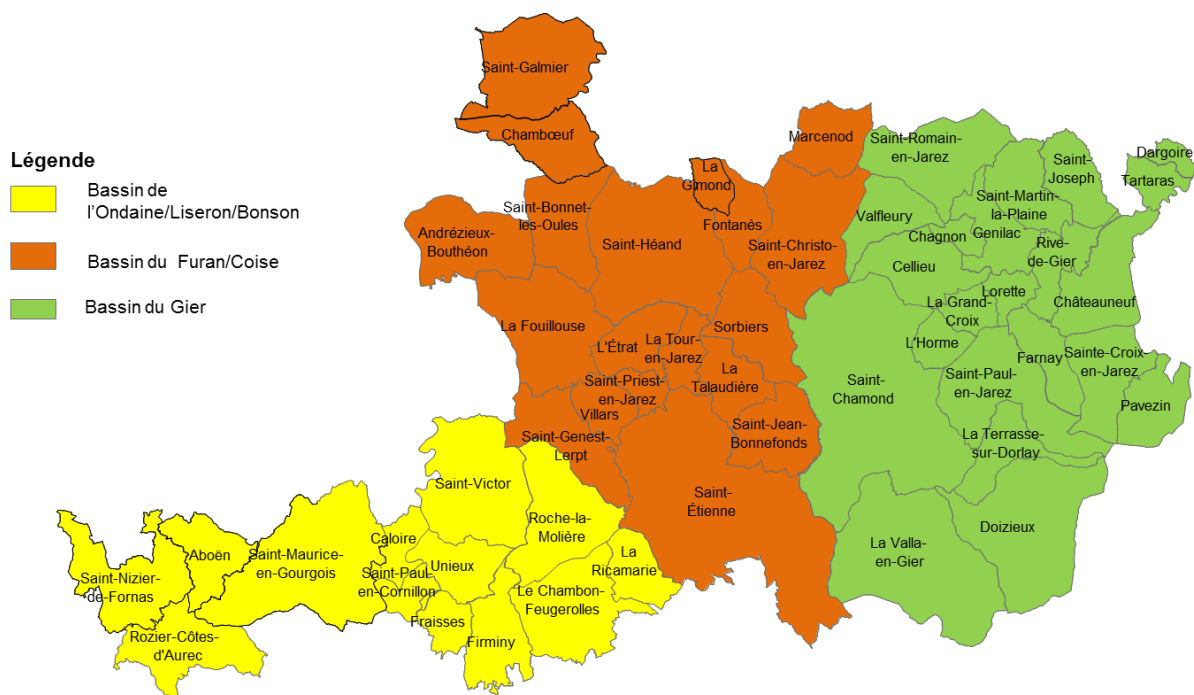 Légende
Bassin de
l'Ondaine/Liseron/Bonson
Bassin du Furan/Coise
Bassin du Gier
Saint-Galmier
Chambœuf
Marcenod
La
Gimond
Saint-Bonnet-
les-Oules
Andrézieux-
Bouthéon
Saint-Héand
Fontanès
Saint-Christo-
en-Jarez
La Fouillouse
L'Étrat
La Tour-
en-Jarez
Sorbiers
La
Talaudière
Saint-Priest-
en-Jarez
Villars
Saint-Genest-
Lerpt
Saint-Jean-
Bonnefonds
Saint-
Étienne
Saint-Romain-
en-Jarez
Saint-
Joseph
Dargoire
Tartaras
Saint-Martin-
la-Plaine
Valfleury
Chagnon
Genilac
Rive-
de-Gier
Cellieu
La Grand-
Croix
Lorette
Châteauneuf
L'Horme
Farnay
Sainte-Croix-
en-Jarez
Saint-
Chamond
Saint-Paul-
en-Jarez
Pavezin
La Terrasse-
sur-Dorlay
Doizieux
La Valla-
en-Gier
Saint-Victor
Roche-la-
Molière
La
Ricamarie
Caloire
Unieux
Saint-Paul-
en-Cornillon
Le Chambon-
Feugerolles
Fraisses
Firminy
Saint-Maurice-
en-Gourgois
Aboën
Saint-Nizier-
de-Fornas
Rozier-Côtes-
d'Aurec